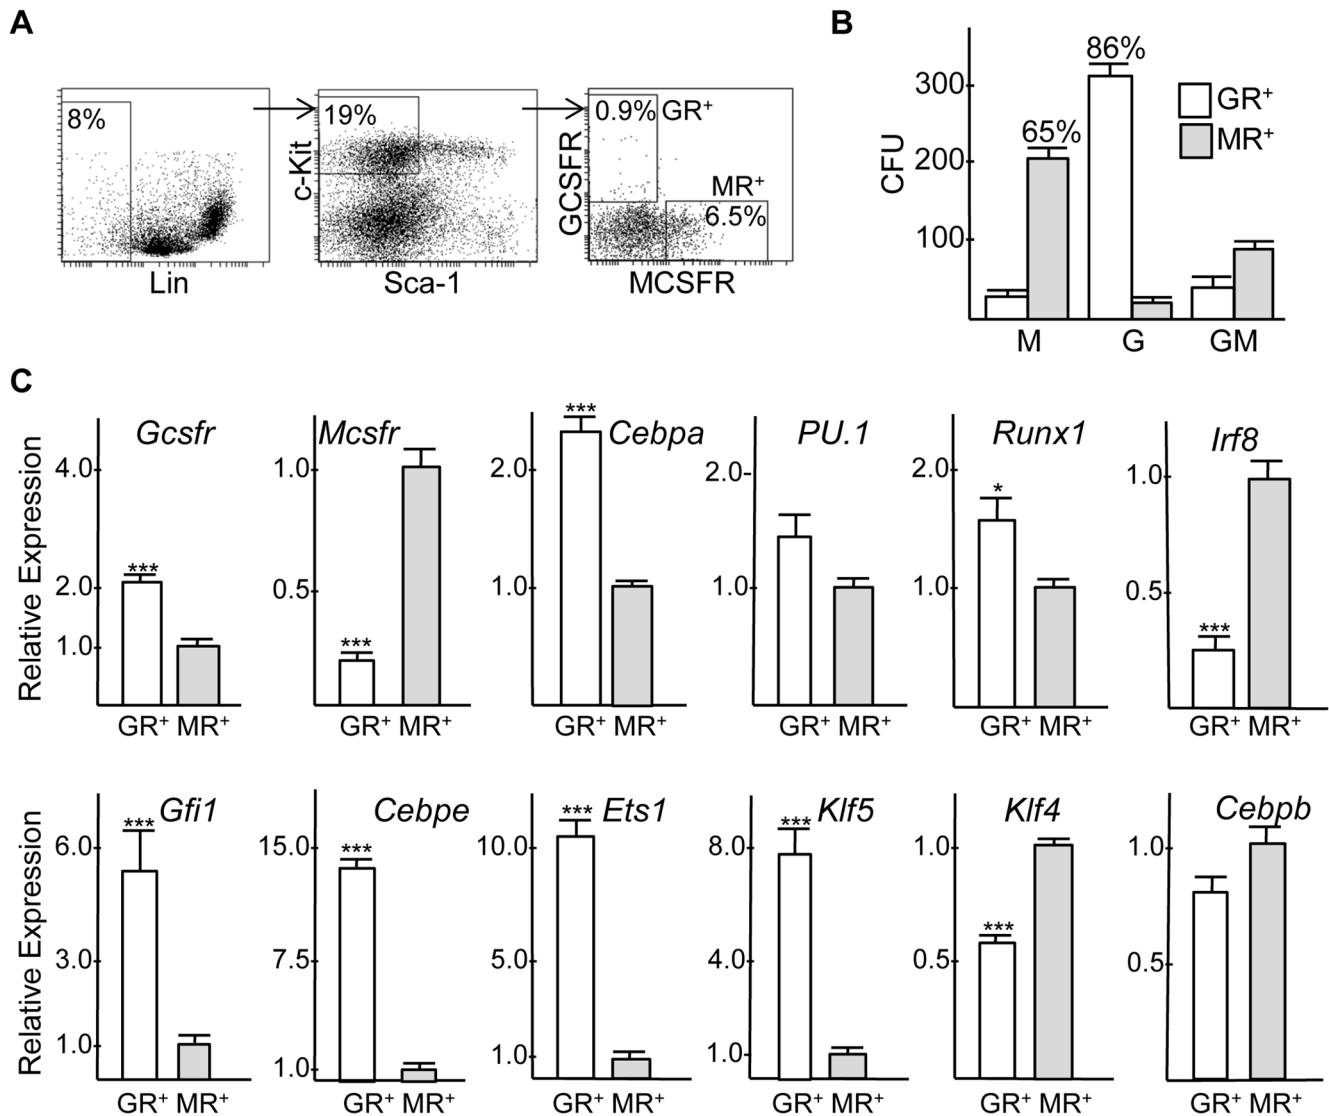 A
8%
Lin
19%
c-Kit
Sca-1
0.9% GR⁺
MR⁺
6.5%
GCSFR
MCSFR
B
86%
65%
300
200
100
CFU
GR⁺
MR⁺
M G GM
C
Relative Expression
Gcsfr
4.0
2.0
1.0
***
GR⁺ MR⁺
Mcsfr
1.0
0.5
***
GR⁺ MR⁺
Cebpa
2.0
1.0
***
GR⁺ MR⁺
PU.1
2.0
1.0
GR⁺ MR⁺
Runx1
2.0
1.0
*
GR⁺ MR⁺
Irf8
1.0
0.5
***
GR⁺ MR⁺
Relative Expression
Gfi1
6.0
3.0
1.0
***
GR⁺ MR⁺
Cebpe
15.0
7.5
1.0
***
GR⁺ MR⁺
Ets1
10.0
5.0
1.0
***
GR⁺ MR⁺
Klf5
8.0
4.0
1.0
***
GR⁺ MR⁺
Klf4
1.0
0.5
***
GR⁺ MR⁺
Cebpb
1.0
0.5
GR⁺ MR⁺